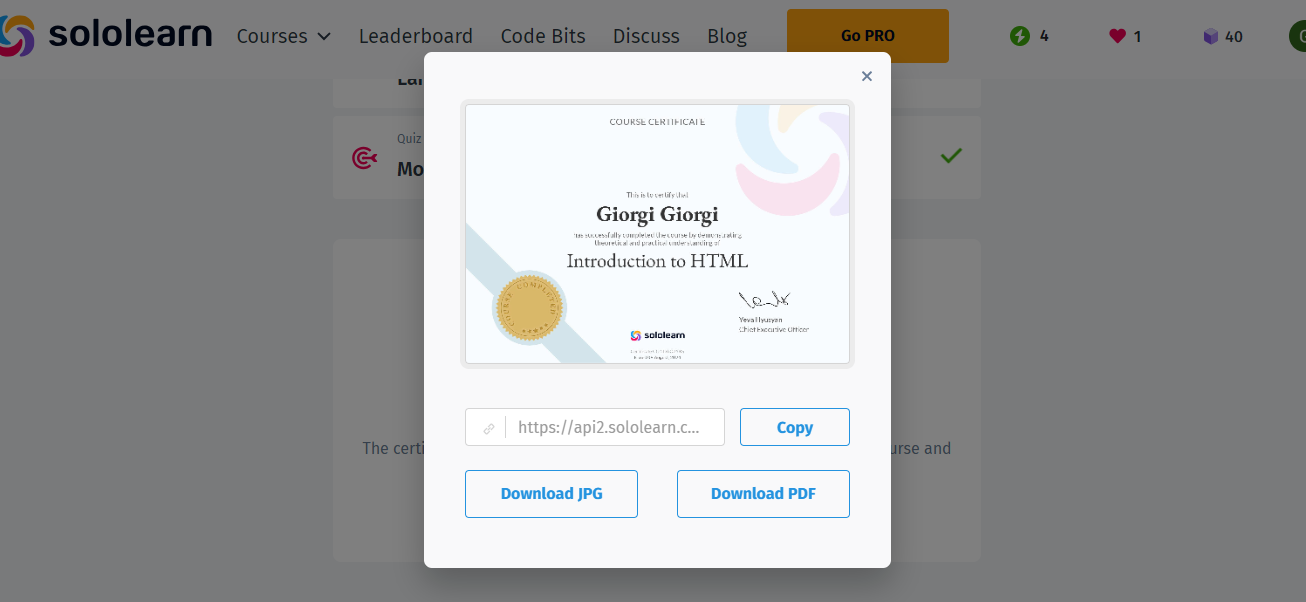 sololearn Courses Leaderboard Code Bits Discuss Blog Go PRO 4 1 40 G
Quiz
Mo
COURSE CERTIFICATE
This is to certify that
Giorgi Giorgi
has successfully completed the course by demonstrating
theoretical and practical understanding of
Introduction to HTML
COURSE COMPLETED
Yeva Hyusyan
Chief Executive Officer
sololearn
https://api2.sololearn.c... Copy
The certi
urse and
Download JPG Download PDF